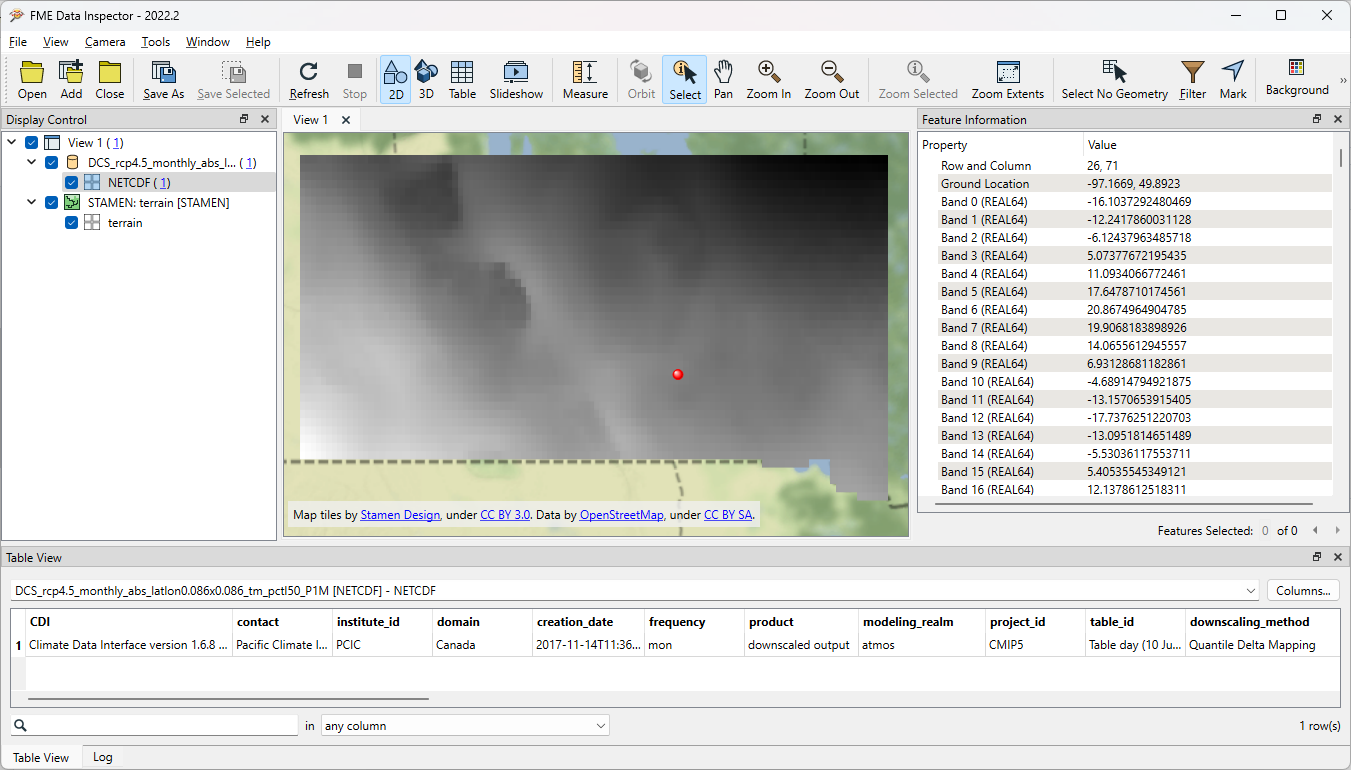 FME Data Inspector - 2022.2
File View Camera Tools Window Help
Open Add Close Save As Save Selected Refresh Stop 2D 3D Table Slideshow Measure Orbit Select Pan Zoom In Zoom Out Zoom Selected Zoom Extents Select No Geometry Filter Mark Background »
Display Control
View 1 ( 1)
DCS_rcp4.5_monthly_abs_l... ( 1)
NETCDF ( 1)
STAMEN: terrain [STAMEN]
terrain
View 1
Map tiles by Stamen Design, under CC BY 3.0. Data by OpenStreetMap, under CC BY SA.
Feature Information
Property Value
Row and Column 26, 71
Ground Location -97.1669, 49.8923
Band 0 (REAL64) -16.1037292480469
Band 1 (REAL64) -12.2417860031128
Band 2 (REAL64) -6.12437963485718
Band 3 (REAL64) 5.07377672195435
Band 4 (REAL64) 11.0934066772461
Band 5 (REAL64) 17.6478710174561
Band 6 (REAL64) 20.8674964904785
Band 7 (REAL64) 19.9068183898926
Band 8 (REAL64) 14.0655612945557
Band 9 (REAL64) 6.93128681182861
Band 10 (REAL64) -4.68914794921875
Band 11 (REAL64) -13.1570653915405
Band 12 (REAL64) -17.7376251220703
Band 13 (REAL64) -13.0951814651489
Band 14 (REAL64) -5.53036117553711
Band 15 (REAL64) 5.40535545349121
Band 16 (REAL64) 12.1378612518311
Features Selected: 0 of 0
Table View
DCS_rcp4.5_monthly_abs_latlon0.086x0.086_tm_pctl50_P1M [NETCDF] - NETCDF Columns...
CDI contact institute_id domain creation_date frequency product modeling_realm project_id table_id downscaling_method
1 Climate Data Interface version 1.6.8 ... Pacific Climate I... PCIC Canada 2017-11-14T11:36... mon downscaled output atmos CMIP5 Table day (10 Ju... Quantile Delta Mapping
in any column 1 row(s)
Table View Log